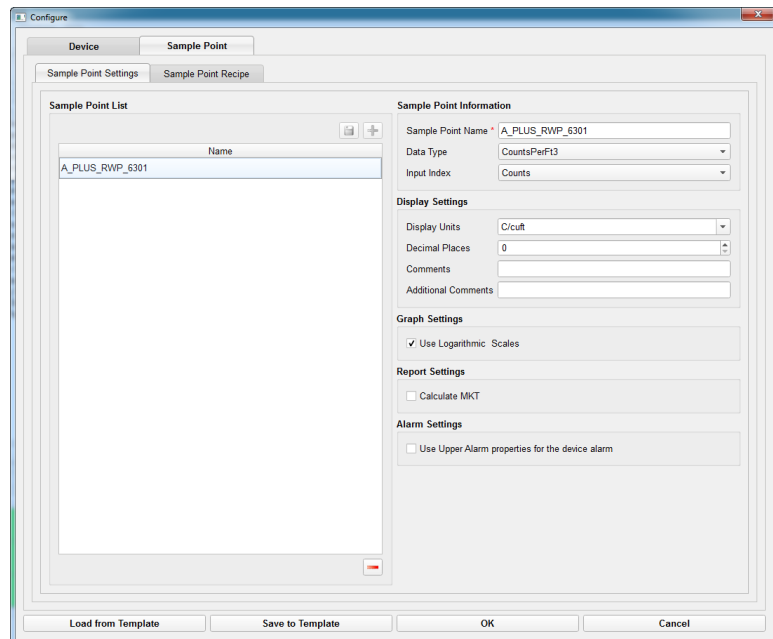 Configure
Device
Sample Point
Sample Point Settings
Sample Point Recipe
Sample Point List
Name
A_PLUS_RWP_6301
Sample Point Information
Sample Point Name * A_PLUS_RWP_6301
Data Type CountsPerFt3
Input Index Counts
Display Settings
Display Units C/cuft
Decimal Places 0
Comments
Additional Comments
Graph Settings
Use Logarithmic Scales
Report Settings
Calculate MKT
Alarm Settings
Use Upper Alarm properties for the device alarm
Load from Template
Save to Template
OK
Cancel